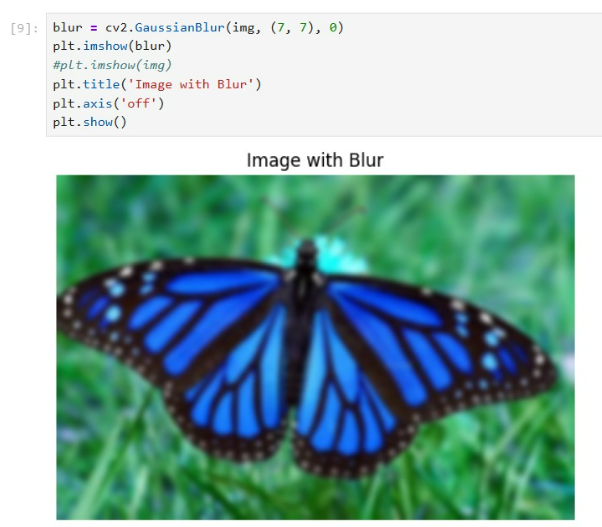 [9]: blur = cv2.GaussianBlur(img, (7, 7), 0)
plt.imshow(blur)
#plt.imshow(img)
plt.title('Image with Blur')
plt.axis('off')
plt.show()
Image with Blur